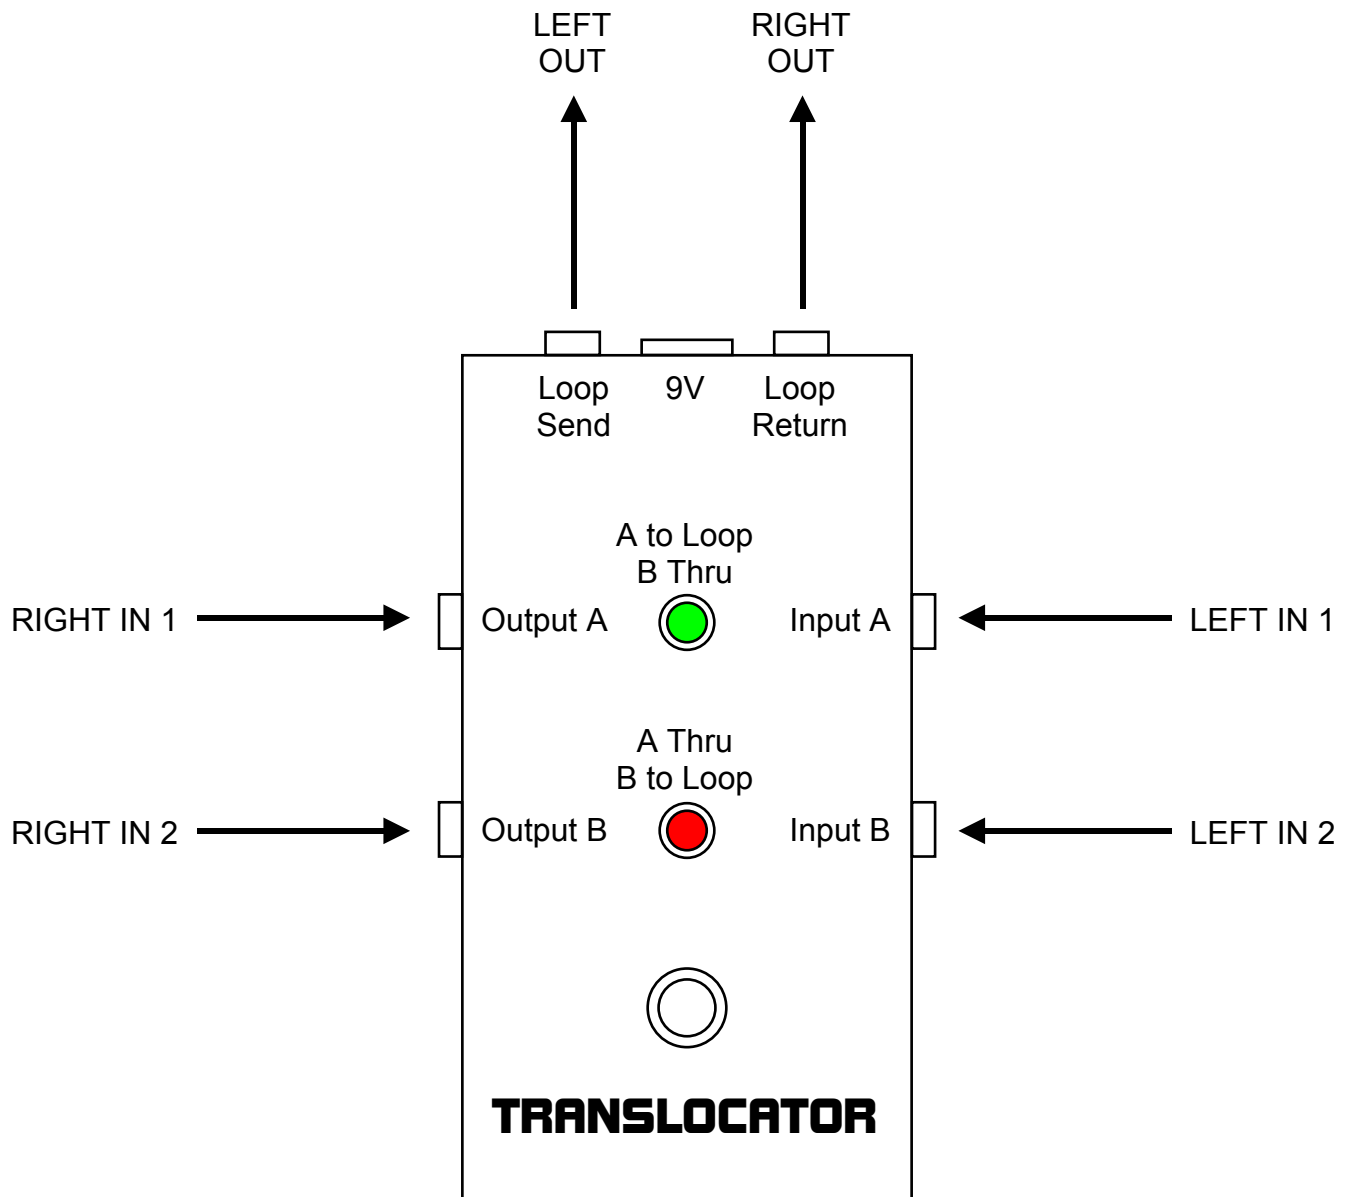 LEFT
OUT
RIGHT
OUT
Loop
Send
9V
Loop
Return
A to Loop
B Thru
RIGHT IN 1
Output A
Input A
LEFT IN 1
A Thru
B to Loop
RIGHT IN 2
Output B
Input B
LEFT IN 2
TRANSLOCATOR